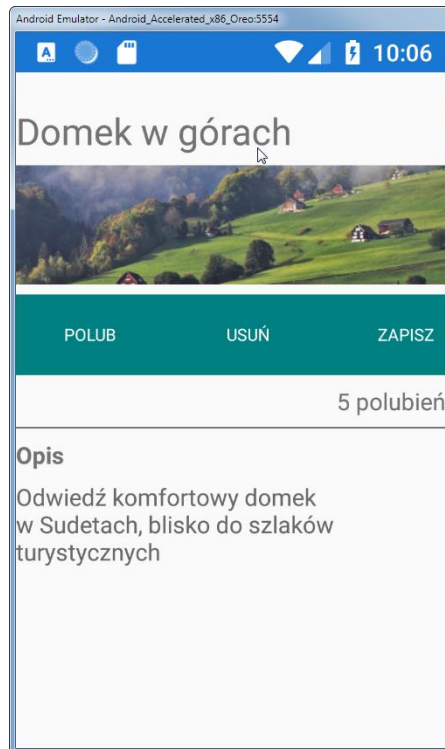 Android Emulator - Android_Accelerated_x86_Oreo:5554
A
10:06
Domek w górach
POLUB USUŃ ZAPISZ
5 polubień
Opis
Odwiedź komfortowy domek
w Sudetach, blisko do szlaków
turystycznych